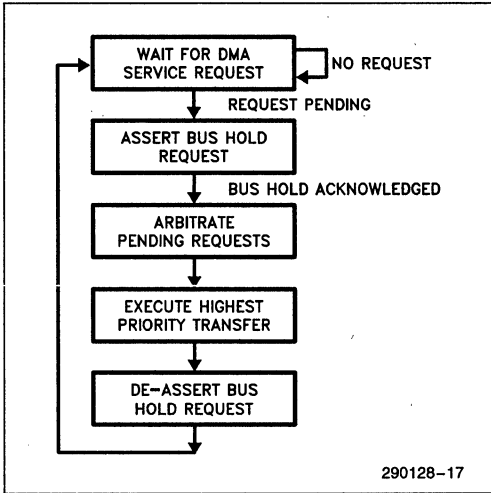 WAIT FOR DMA
SERVICE REQUEST
NO REQUEST
REQUEST PENDING
ASSERT BUS HOLD
REQUEST
BUS HOLD ACKNOWLEDGED
ARBITRATE
PENDING REQUESTS
EXECUTE HIGHEST
PRIORITY TRANSFER
DE-ASSERT BUS
HOLD REQUEST
290128-17